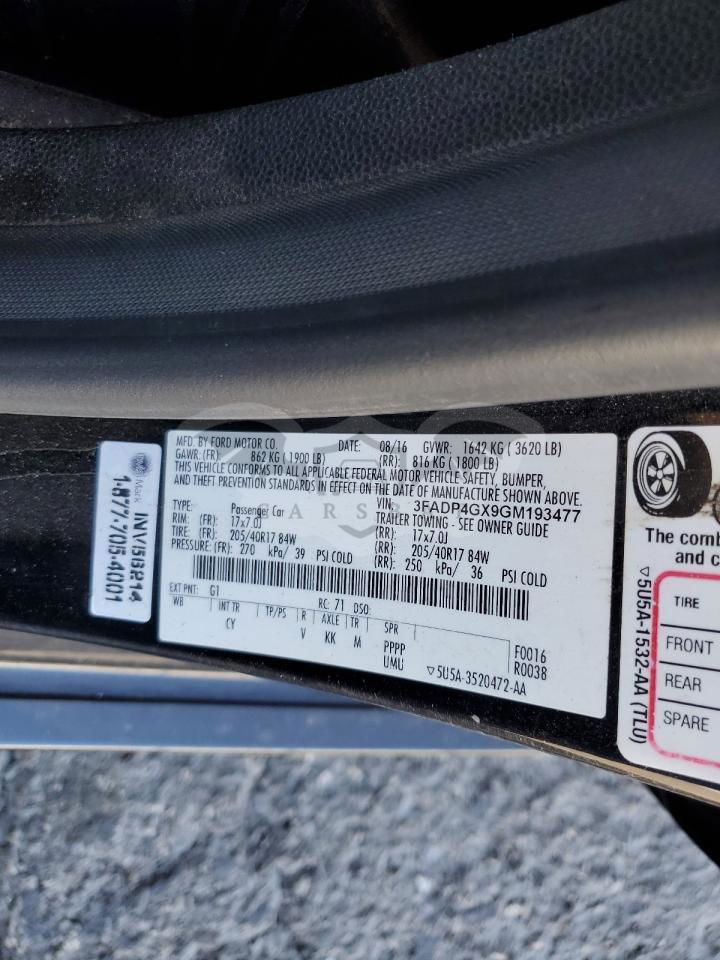 MFD. BY FORD MOTOR CO.
DATE: 08/16 GVWR: 1642 KG ( 3620 LB)
GAWR: (FR): 862 KG ( 1900 LB) (RR): 816 KG ( 1800 LB)
THIS VEHICLE CONFORMS TO ALL APPLICABLE FEDERAL MOTOR VEHICLE SAFETY, BUMPER,
AND THEFT PREVENTION STANDARDS IN EFFECT ON THE DATE OF MANUFACTURE SHOWN ABOVE.
VIN: 3FADP4GX9GM193477
TYPE: Passenger Car TRAILER TOWING - SEE OWNER GUIDE
RIM: (FR): 17x7.0J (RR): 17x7.0J
TIRE: (FR): 205/40R17 84W (RR): 205/40R17 84W
PRESSURE: (FR): 270 kPa/ 39 PSI COLD (RR): 250 kPa/ 36 PSI COLD
EXT PNT: G1 RC: 71 DSO:
WB INT TR TP/PS R AXLE TR SPR
CY V KK M PPPP
UMU
F0016
R0038
▽5U5A-3520472-AA
Mark
INV/5B214
1-877-705-4001
The comb
and c
TIRE
FRONT
REAR
SPARE
▽5U5A-1532-AA (TLU)
CARS